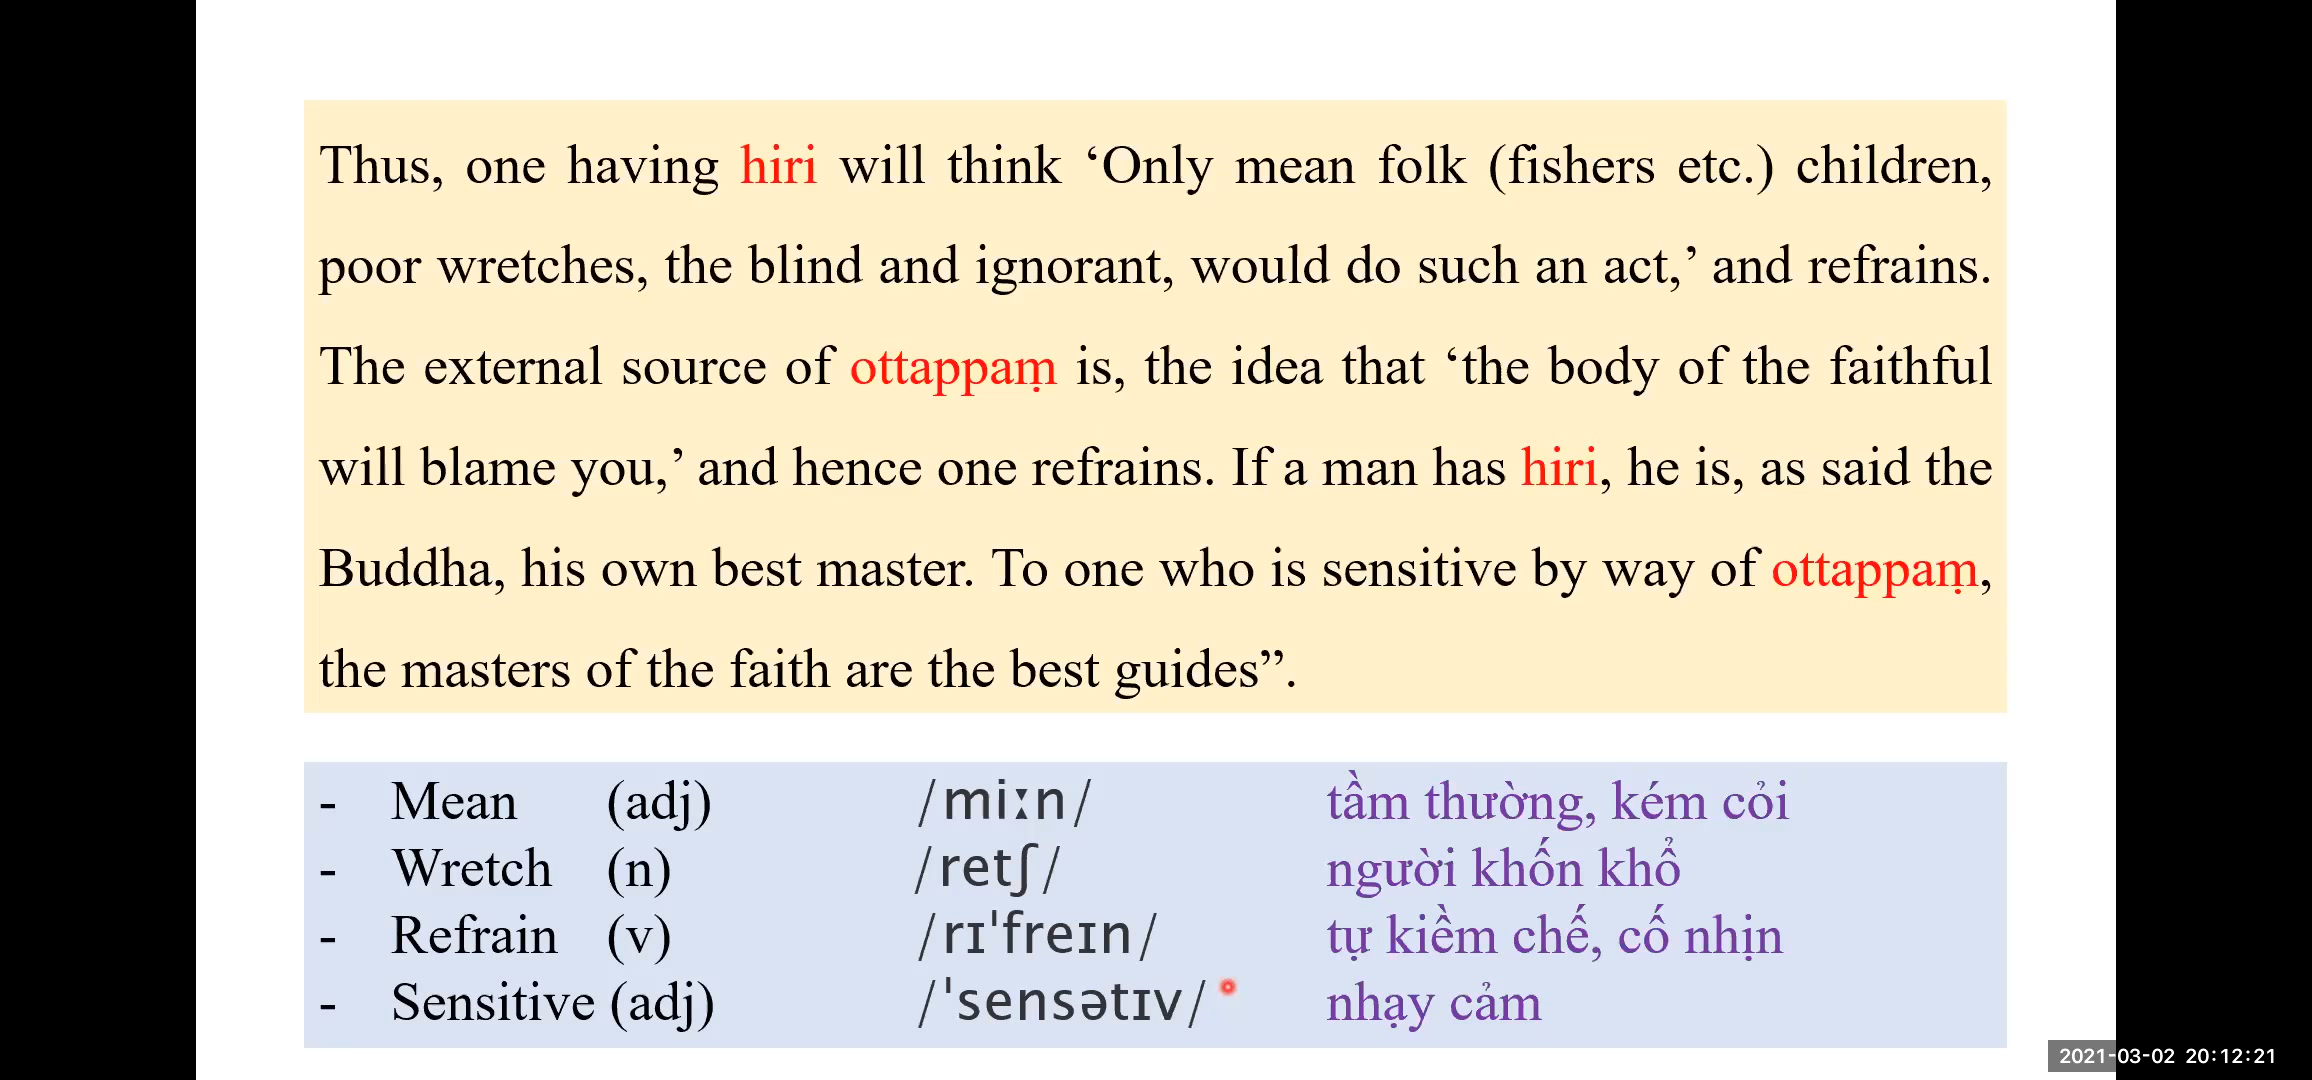 Thus, one having hiri will think ‘Only mean folk (fishers etc.) children,
poor wretches, the blind and ignorant, would do such an act,’ and refrains.
The external source of ottappaṃ is, the idea that ‘the body of the faithful
will blame you,’ and hence one refrains. If a man has hiri, he is, as said the
Buddha, his own best master. To one who is sensitive by way of ottappaṃ,
the masters of the faith are the best guides”.
- Mean (adj) /miːn/ tầm thường, kém cỏi
- Wretch (n) /retʃ/ người khốn khổ
- Refrain (v) /rɪˈfreɪn/ tự kiềm chế, cố nhịn
- Sensitive (adj) /ˈsensətɪv/ nhạy cảm
2021-03-02 20:12:21